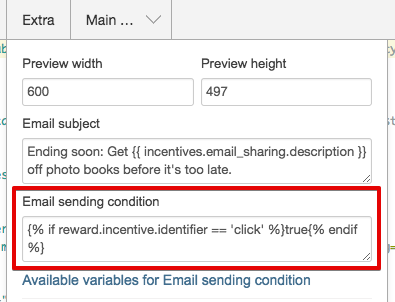 Extra
Main ...
Preview width
Preview height
600
497
Email subject
Ending soon: Get {{ incentives.email_sharing.description }}
off photo books before it's too late.
Email sending condition
{% if reward.incentive.identifier == 'click' %}true{% endif
%}
Available variables for Email sending condition